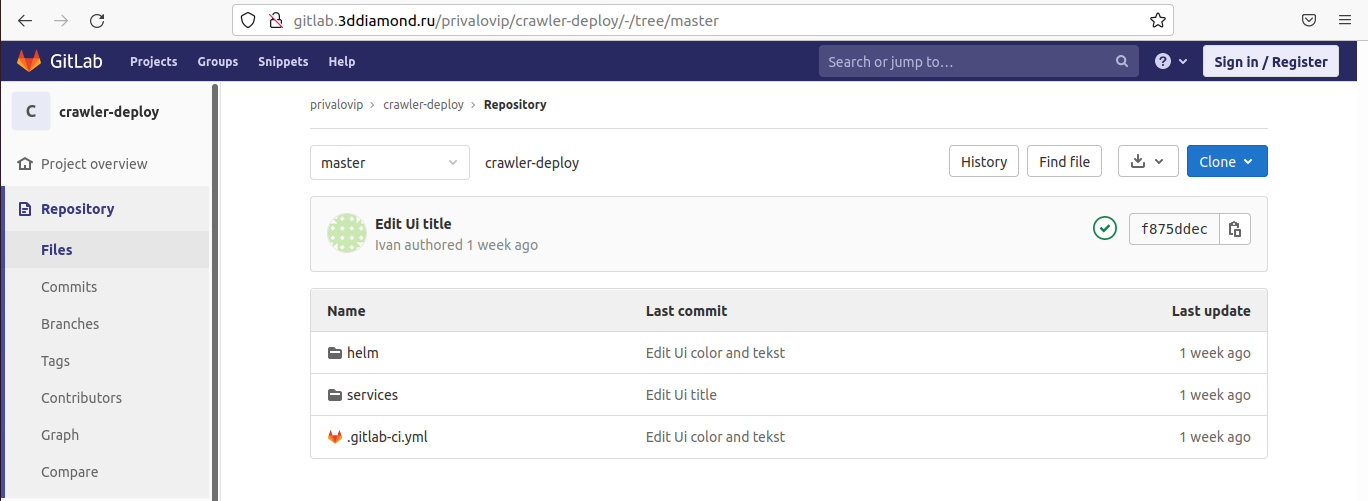 gitlab.3ddiamond.ru/privalovip/crawler-deploy/-/tree/master
GitLab Projects Groups Snippets Help Search or jump to… ? Sign in / Register
C crawler-deploy
Project overview
Repository
Files
Commits
Branches
Tags
Contributors
Graph
Compare
privalovip › crawler-deploy › Repository
master crawler-deploy History Find file Clone
Edit Ui title
Ivan authored 1 week ago
f875ddec
Name Last commit Last update
helm Edit Ui color and tekst 1 week ago
services Edit Ui title 1 week ago
.gitlab-ci.yml Edit Ui color and tekst 1 week ago